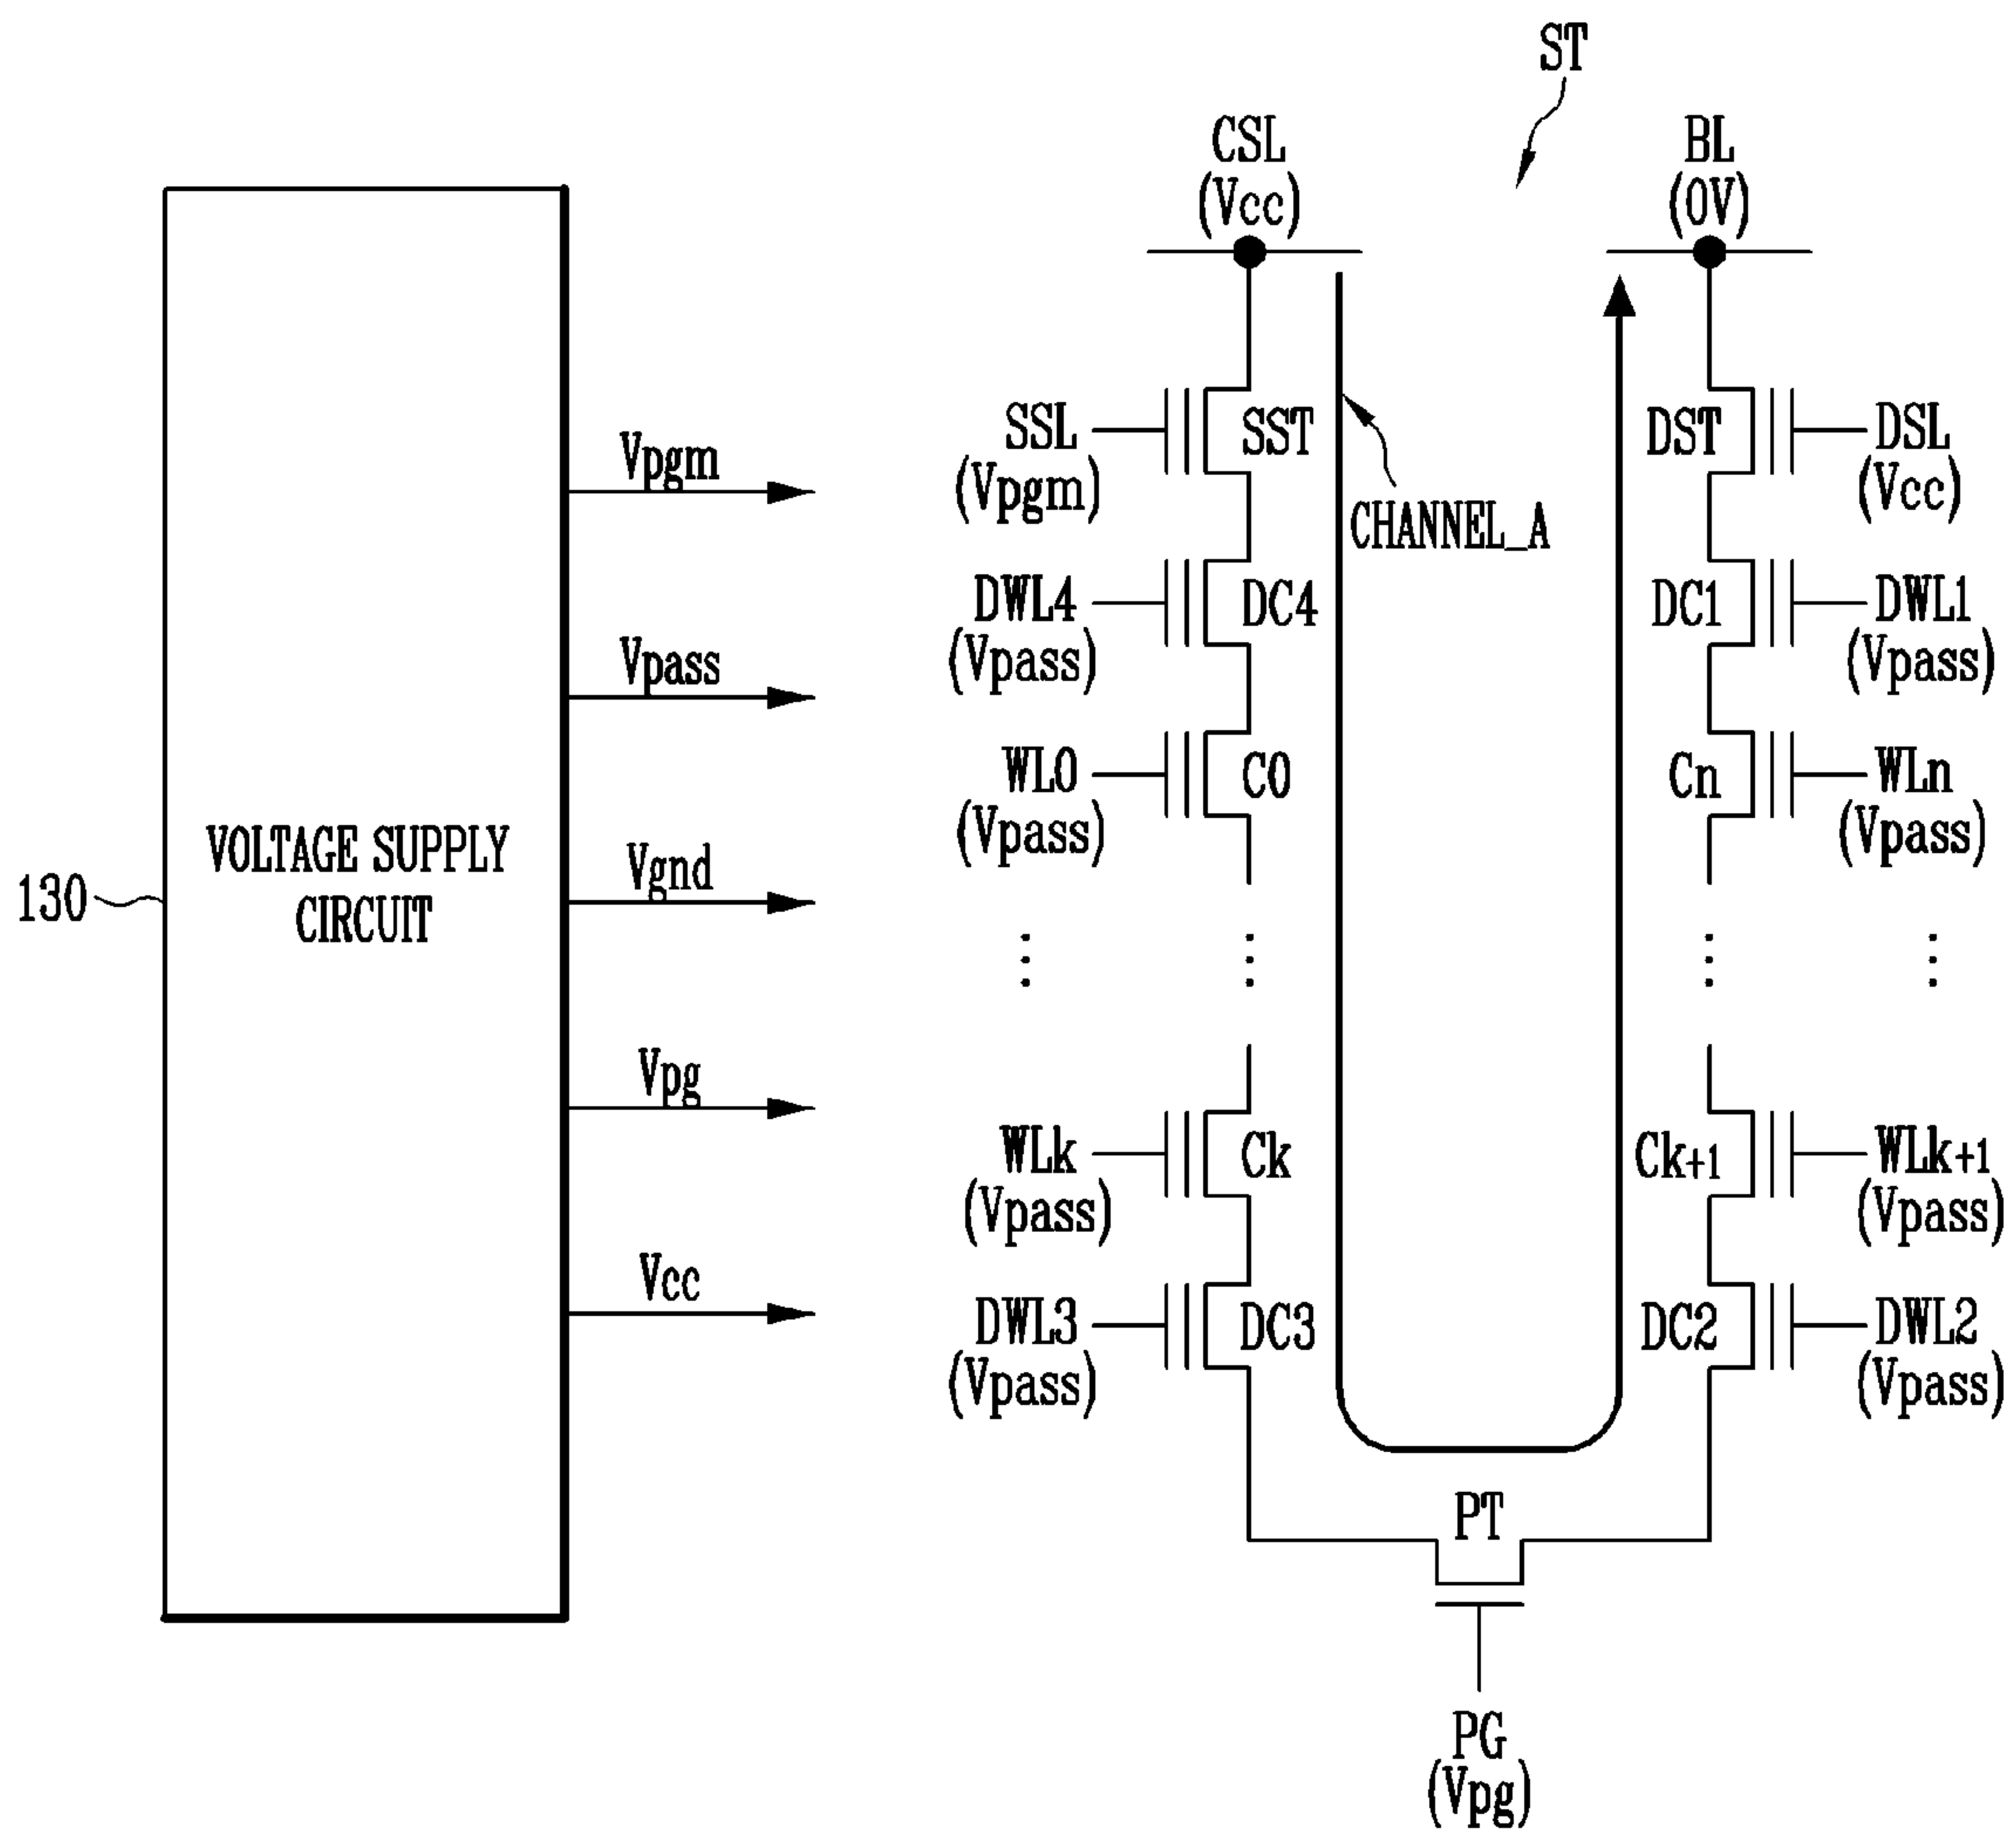 ST
CSL
(Vcc)
BL
(0V)
SSL
(Vpgm)
SST
DST
DSL
(Vcc)
Vpgm
CHANNEL_A
DWL4
(Vpass)
DC4
DC1
DWL1
(Vpass)
Vpass
WL0
(Vpass)
C0
Cn
WLn
(Vpass)
VOLTAGE SUPPLY
CIRCUIT
130
Vgnd
Vpg
WLk
(Vpass)
Ck
Ck+1
WLk+1
(Vpass)
Vcc
DWL3
(Vpass)
DC3
DC2
DWL2
(Vpass)
PT
PG
(Vpg)